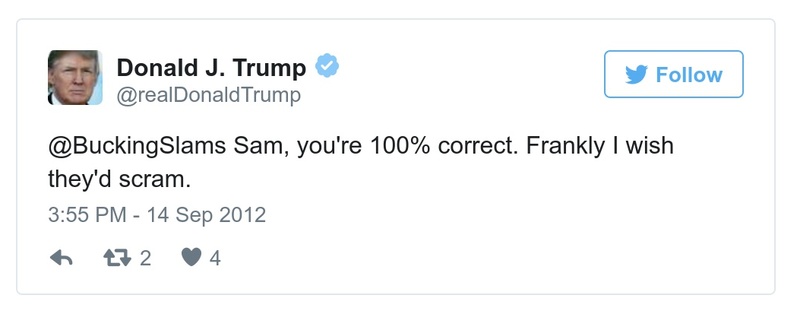 Donald J. Trump
@realDonaldTrump
Follow
@BuckingSlams Sam, you're 100% correct. Frankly I wish
they'd scram.
3:55 PM - 14 Sep 2012
2 4